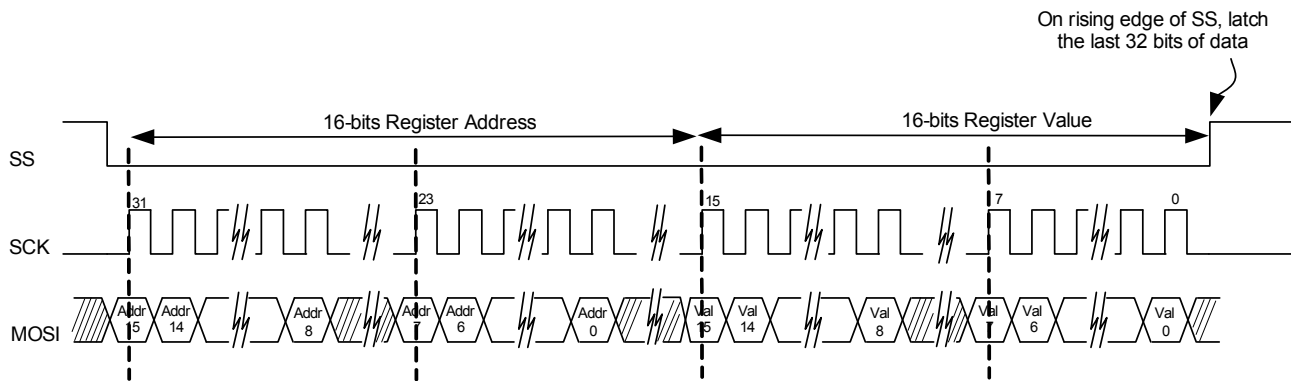 On rising edge of SS, latch
the last 32 bits of data
16-bits Register Address
16-bits Register Value
SS
31
23
15
7
0
SCK
MOSI
Addr
15
Addr
14
Addr
8
Addr
7
Addr
6
Addr
0
Val
15
Val
14
Val
8
Val
7
Val
6
Val
0